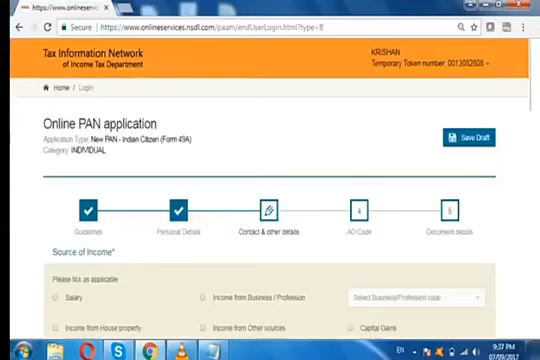 https://www.onlineservices.nsdl.c
Secure https://www.onlineservices.nsdl.com/paam/endUserLogin.html?type=8
Tax Information Network
of Income Tax Department
KRISHAN
Temporary Token number: 0013082808
Home / Login
Online PAN application
Application Type: New PAN - Indian Citizen (Form 49A)
Category: INDIVIDUAL
Save Draft
4
5
Guidelines
Personal Details
Contact & other details
AO Code
Document details
Source of Income*
Please tick as applicable
Salary
Income from Business / Profession
Select Business/Profession code
Income from House property
Income from Other sources
Capital Gains
EN
9:37 PM
07/09/2017